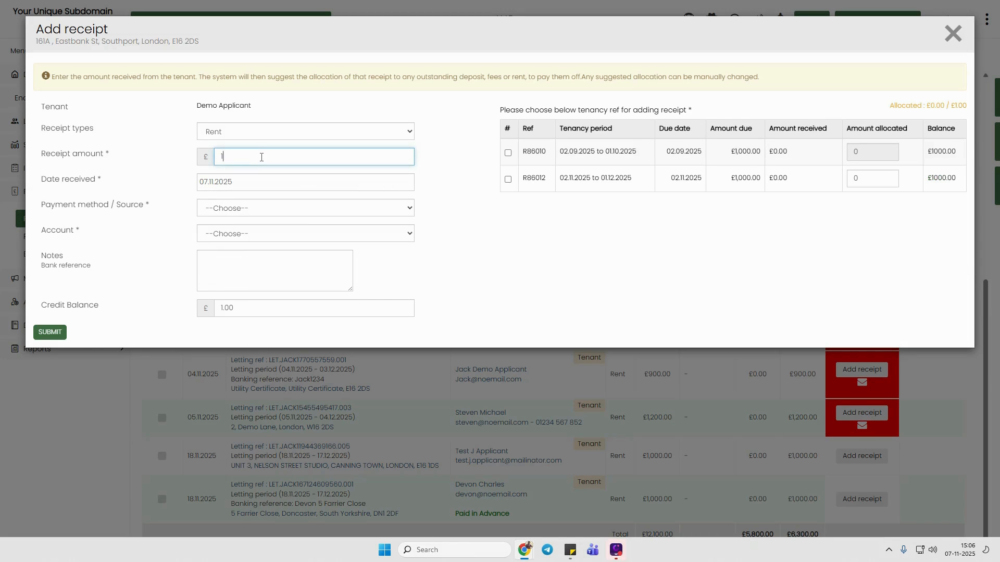 Your Unique Subdomain
Add receipt
161A , Eastbank St, Southport, London, E16 2DS
Enter the amount received from the tenant. The system will then suggest the allocation of that receipt to any outstanding deposit, fees or rent, to pay them off.Any suggested allocation can be manually changed.
Tenant Demo Applicant
Receipt types Rent
Receipt amount * £ 1
Date received * 07.11.2025
Payment method / Source * --Choose--
Account * --Choose--
Notes
Bank reference
Credit Balance £ 1.00
SUBMIT
Allocated : £0.00 / £1.00
Please choose below tenancy ref for adding receipt *
# Ref Tenancy period Due date Amount due Amount received Amount allocated Balance
R86010 02.09.2025 to 01.10.2025 02.09.2025 £1,000.00 £0.00 0 £1000.00
R86012 02.11.2025 to 01.12.2025 02.11.2025 £1,000.00 £0.00 0 £1000.00
Reports
Letting ref : LET.JACK1770557559.001 Tenant
04.11.2025 Letting period (04.11.2025 - 03.12.2025) Jack Demo Applicant Rent £900.00 - £0.00 £900.00 Add receipt
Banking reference: Jack1234 Jack@noemail.com
Utility Certificate, Utility Certificate, E16 2DS
Letting ref : LET.JACK15455495417.003 Tenant
05.11.2025 Letting period (05.11.2025 - 04.12.2025) Steven Michael Rent £1,200.00 - £0.00 £1,200.00 Add receipt
2, Demo Lane, London, W16 2DS steven@noemail.com - 01234 567 852
Letting ref : LET.JACK11944369166.005 Tenant
18.11.2025 Letting period (18.11.2025 - 17.12.2025) Test J Applicant Rent £1,000.00 - £0.00 £1,000.00 Add receipt
UNIT 3, NELSON STREET STUDIO, CANNING TOWN, LONDON, E16 1DS test.j.applicant@mailinator.com
Letting ref : LET.JACK167124609560.001 Tenant
18.11.2025 Letting period (18.11.2025 - 17.12.2025) Devon Charles Rent £1,000.00 - £0.00 £1,000.00 Add receipt
Banking reference: Devon 5 Farrier Close devon@noemail.com
5 Farrier Close, Doncaster, South Yorkshire, DN1 2DF Paid in Advance
Total £12,100.00 £5,800.00 £6,300.00
Search
15:06
07-11-2025